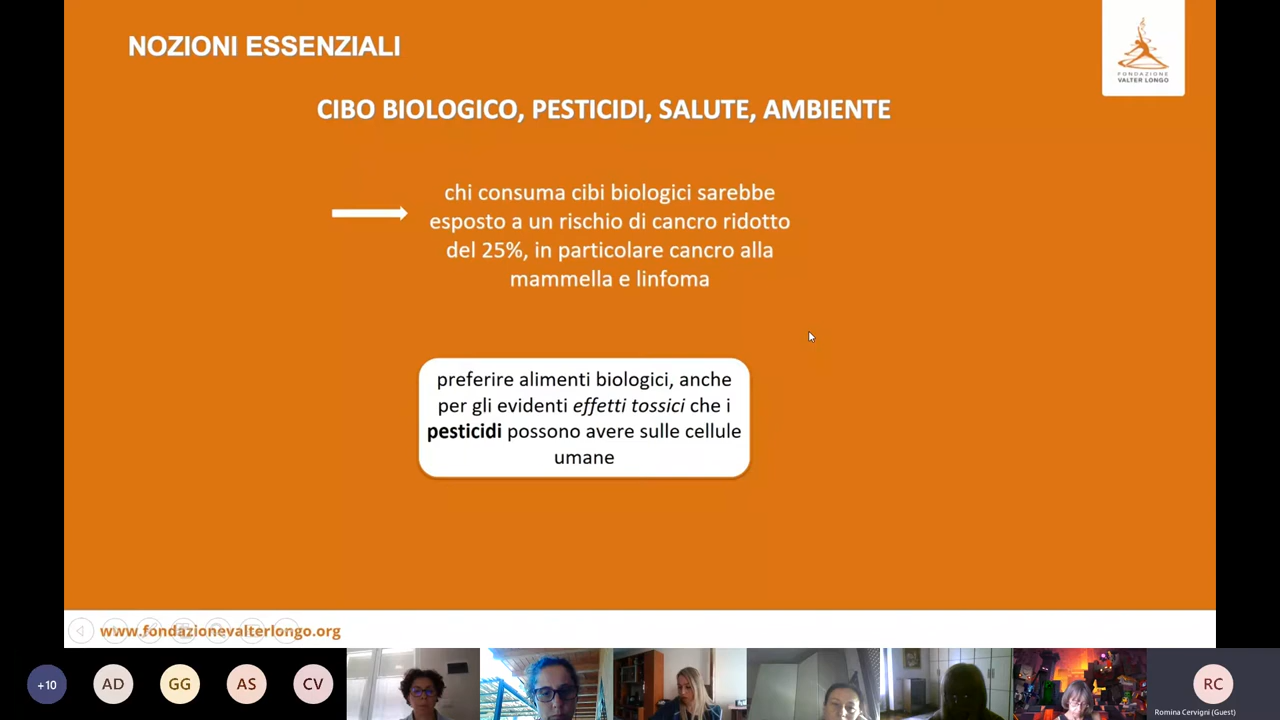 NOZIONI ESSENZIALI
FONDAZIONE
VALTER LONGO
CIBO BIOLOGICO, PESTICIDI, SALUTE, AMBIENTE
chi consuma cibi biologici sarebbe
esposto a un rischio di cancro ridotto
del 25%, in particolare cancro alla
mammella e linfoma
preferire alimenti biologici, anche
per gli evidenti effetti tossici che i
pesticidi possono avere sulle cellule
umane
www.fondazionevalterlongo.org
+10
AD
GG
AS
CV
RC
Romina Cervigni (Guest)